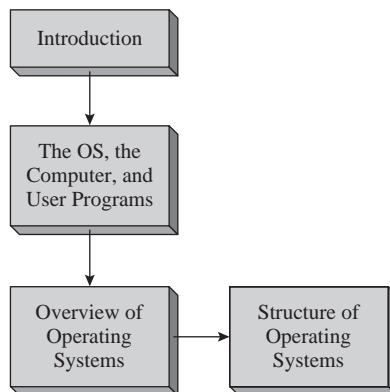 Introduction
The OS, the
Computer, and
User Programs
Overview of
Operating
Systems
Structure of
Operating
Systems